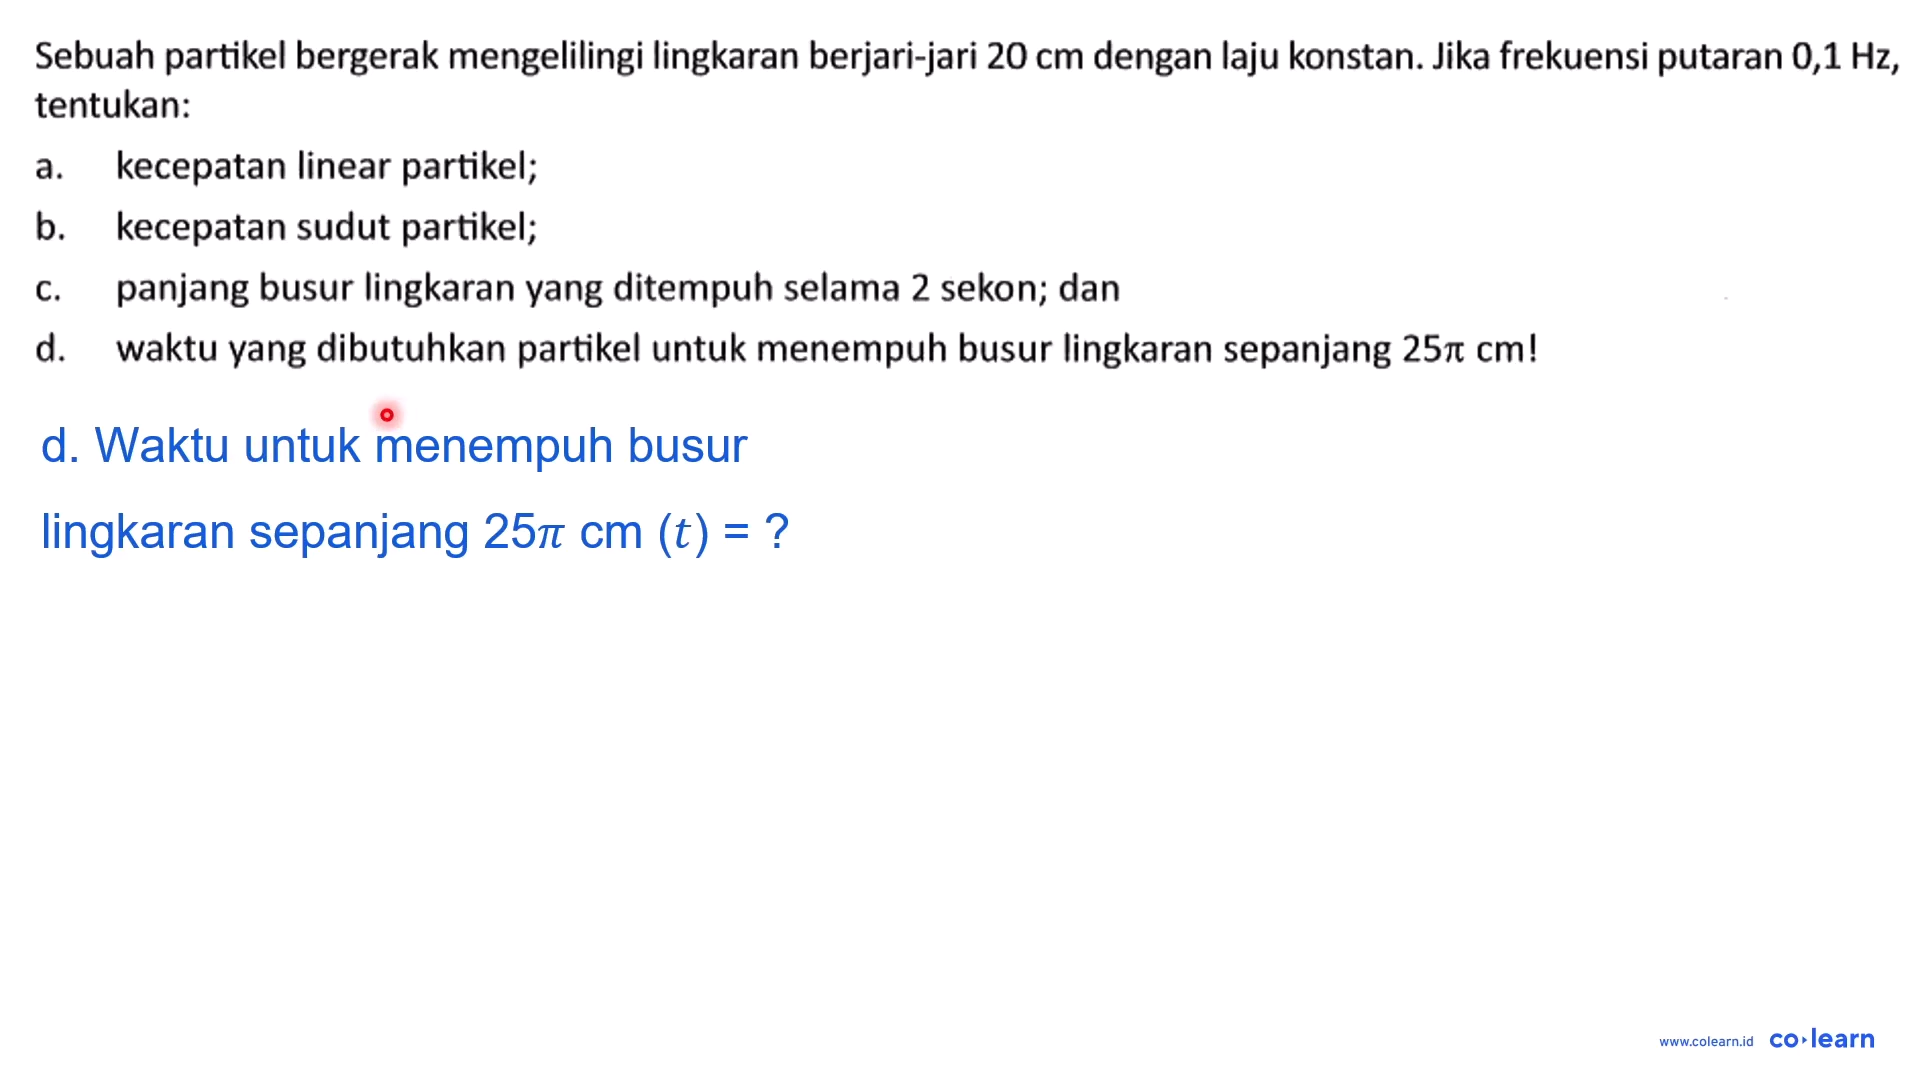 Sebuah partikel bergerak mengelilingi lingkaran berjari-jari 20 cm dengan laju konstan. Jika frekuensi putaran 0,1 Hz,
tentukan:
a. kecepatan linear partikel;
b. kecepatan sudut partikel;
c. panjang busur lingkaran yang ditempuh selama 2 sekon; dan
d. waktu yang dibutuhkan partikel untuk menempuh busur lingkaran sepanjang 25π cm!
d. Waktu untuk menempuh busur
lingkaran sepanjang 25π cm (t) = ?
www.colearn.id co·learn